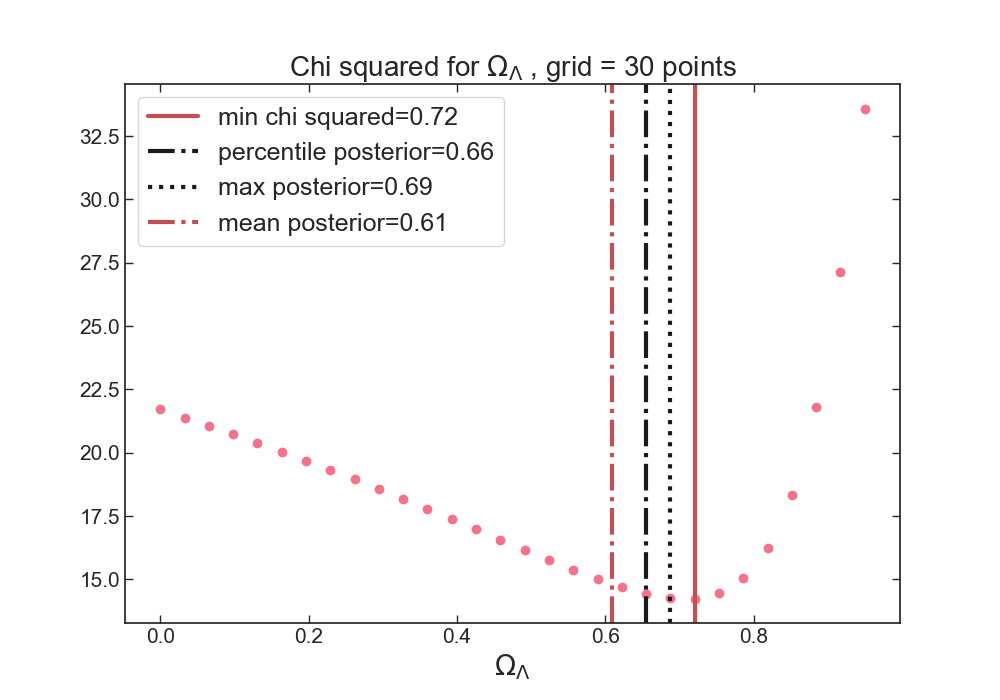 Chi squared for Ω_Λ , grid = 30 points
min chi squared=0.72
percentile posterior=0.66
max posterior=0.69
mean posterior=0.61
32.5
30.0
27.5
25.0
22.5
20.0
17.5
15.0
0.0 0.2 0.4 0.6 0.8
Ω_Λ